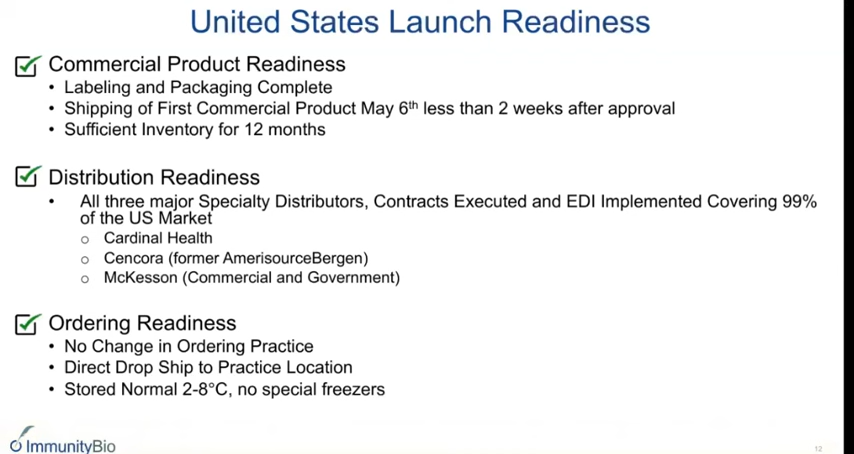 United States Launch Readiness
Commercial Product Readiness
• Labeling and Packaging Complete
• Shipping of First Commercial Product May 6th less than 2 weeks after approval
• Sufficient Inventory for 12 months
Distribution Readiness
• All three major Specialty Distributors, Contracts Executed and EDI Implemented Covering 99%
of the US Market
o Cardinal Health
o Cencora (former AmerisourceBergen)
o McKesson (Commercial and Government)
Ordering Readiness
• No Change in Ordering Practice
• Direct Drop Ship to Practice Location
• Stored Normal 2-8°C, no special freezers
ImmunityBio
12